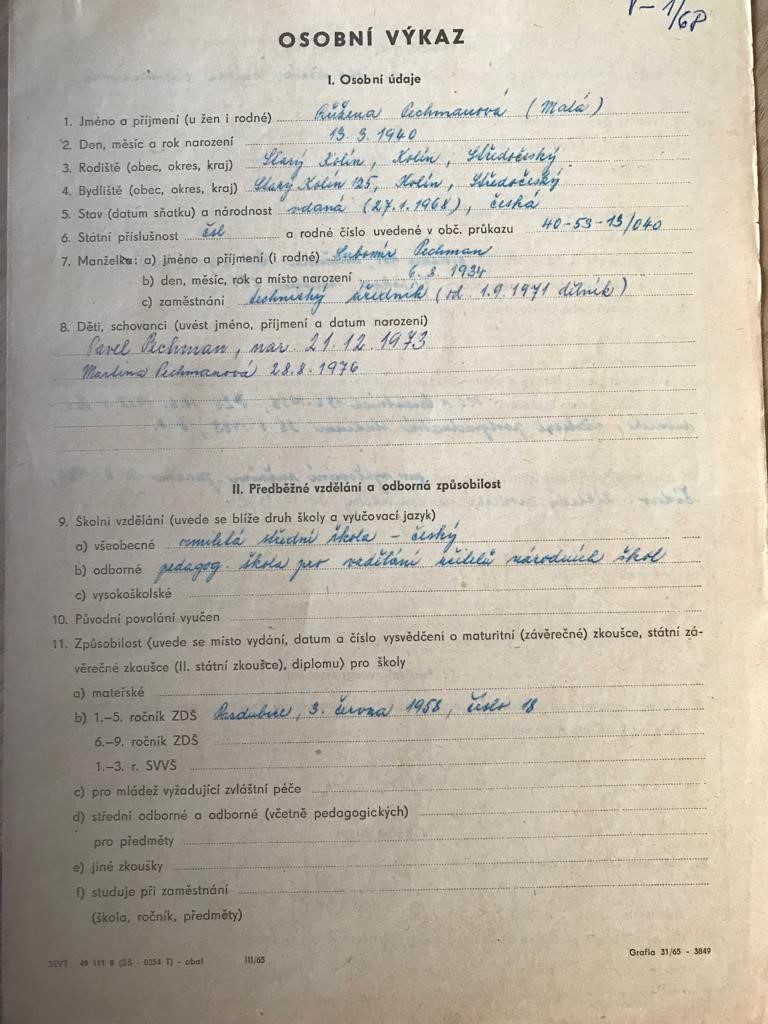 V-1/68
OSOBNÍ VÝKAZ
I. Osobní údaje
1. Jméno a příjmení (u žen i rodné) Růžena Pechmanová (Malá)
2. Den, měsíc a rok narození 13.3.1940
3. Rodiště (obec, okres, kraj) Starý Kolín, Kolín, Středočeský
4. Bydliště (obec, okres, kraj) Starý Kolín 125, Kolín, Středočeský
5. Stav (datum sňatku) a národnost vdaná (27.1.1968), česká
6. Státní příslušnost čsl a rodné číslo uvedené v obč. průkazu 40-53-13/040
7. Manželka: a) jméno a příjmení (i rodné) Lubomír Pechman
b) den, měsíc, rok a místo narození 6.8.1934
c) zaměstnání technický úředník (od 1.9.1971 dělník)
8. Děti, schovanci (uvést jméno, příjmení a datum narození)
Pavel Pechman, nar. 21.12.1973
Martina Pechmanová 28.8.1976
II. Předběžné vzdělání a odborná způsobilost
9. Školní vzdělání (uvede se blíže druh školy a vyučovací jazyk)
a) všeobecné osmiletá střední škola - český
b) odborné pedagog. škola pro vzdělání učitelů národních škol
c) vysokoškolské
10. Původní povolání vyučen
11. Způsobilost (uvede se místo vydání, datum a číslo vysvědčení o maturitní (závěrečné) zkoušce, státní zá-
věrečné zkoušce (II. státní zkoušce), diplomu) pro školy
a) mateřské
b) 1.–5. ročník ZDŠ Pardubice, 3. června 1958, číslo 18
6.–9. ročník ZDŠ
1.–3. r. SVVŠ
c) pro mládež vyžadující zvláštní péče
d) střední odborné a odborné (včetně pedagogických)
pro předměty
e) jiné zkoušky
f) studuje při zaměstnání
(škola, ročník, předměty)
SEVT - 49 111 0 (SŠ - 0354 T) - obal III/65
Grafia 31/65 - 3849